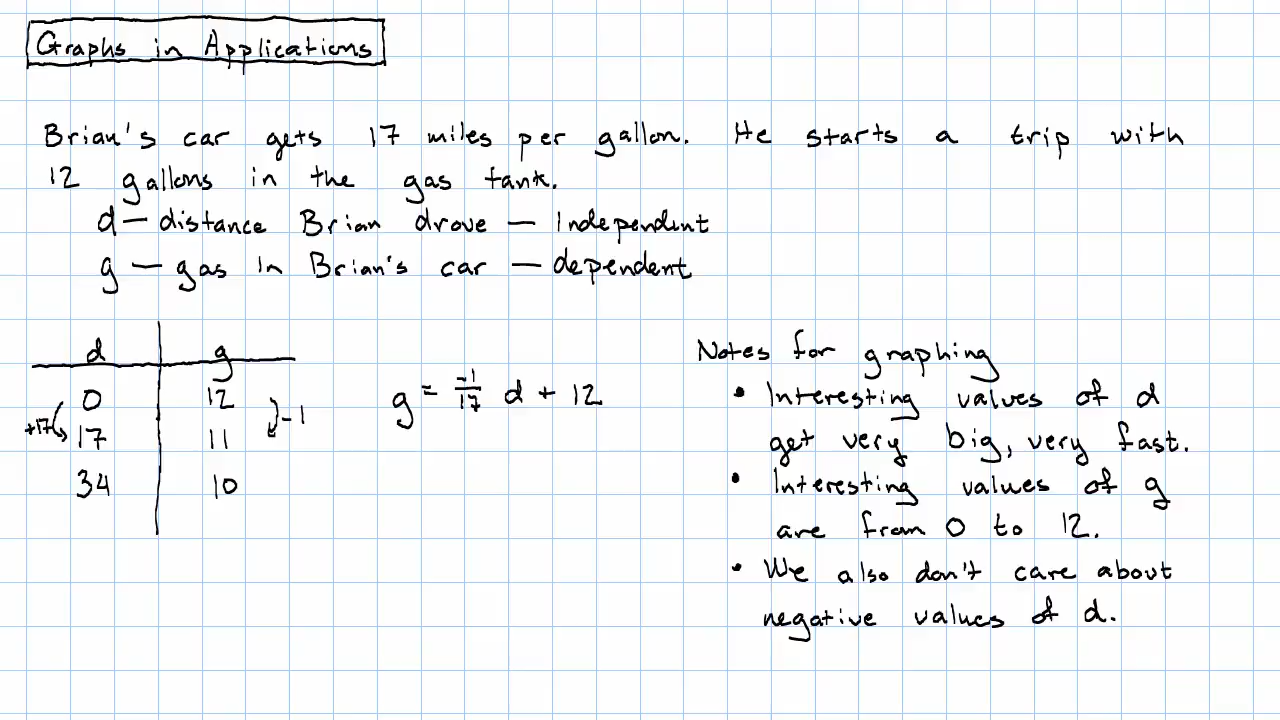 Graphs in Applications
Brian's car gets 17 miles per gallon. He starts a trip with
12 gallons in the gas tank.
d — distance Brian drove — Independent
g — gas in Brian's car — dependent
d g
0 12
+17 17 11 -1
34 10
g = -1/17 d + 12
Notes for graphing
• Interesting values of d
get very big, very fast.
• Interesting values of g
are from 0 to 12.
• We also don't care about
negative values of d.